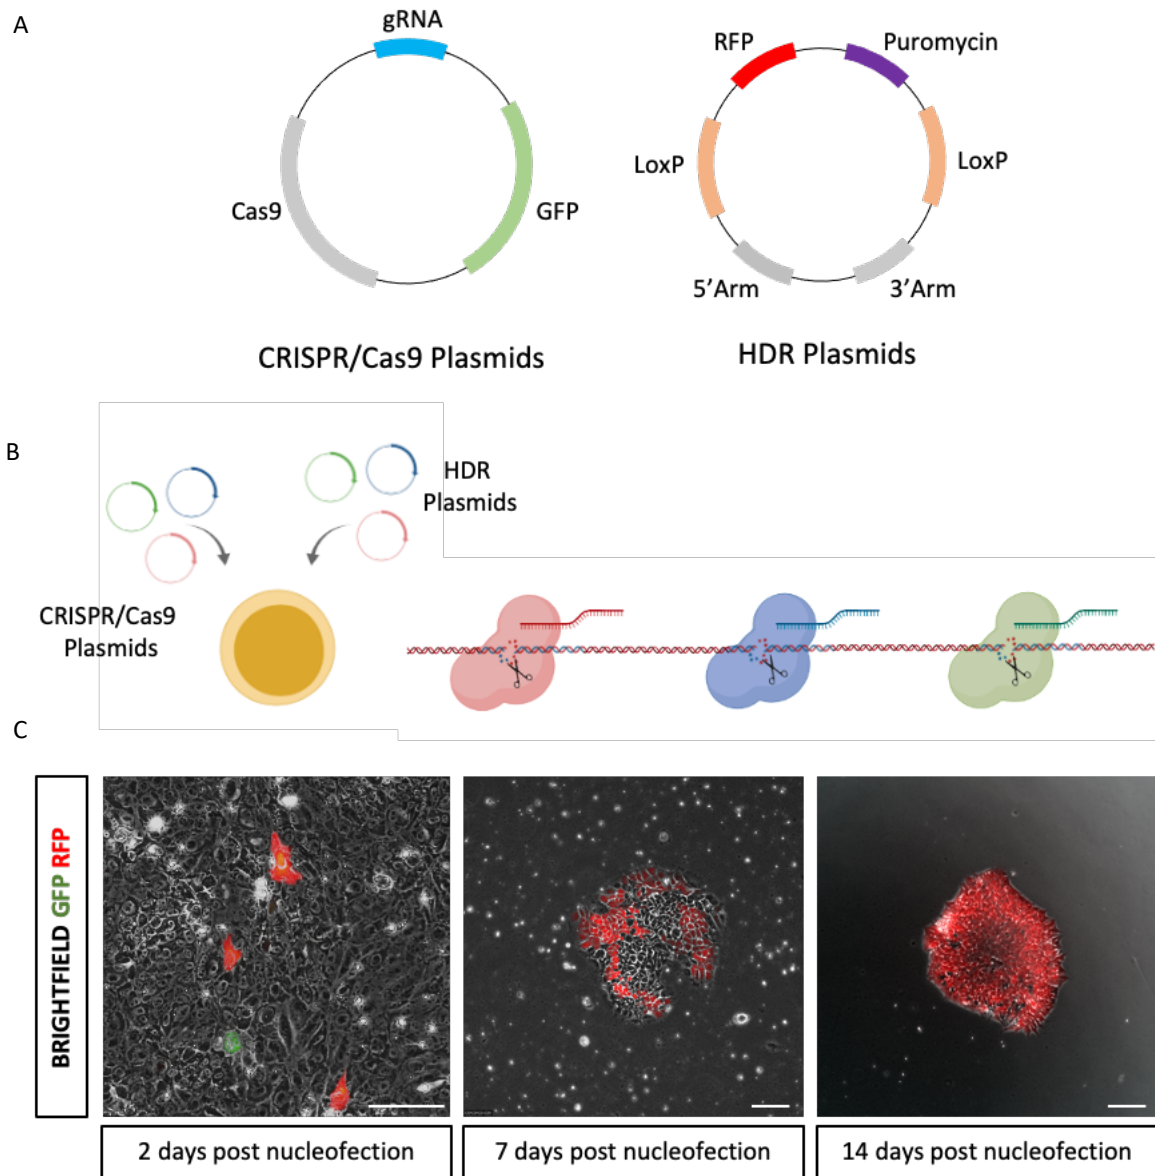 A
gRNA
Cas9
GFP
CRISPR/Cas9 Plasmids
RFP
Puromycin
LoxP
LoxP
5'Arm
3'Arm
HDR Plasmids
B
HDR
Plasmids
CRISPR/Cas9
Plasmids
C
BRIGHTFIELD GFP RFP
2 days post nucleofection
7 days post nucleofection
14 days post nucleofection